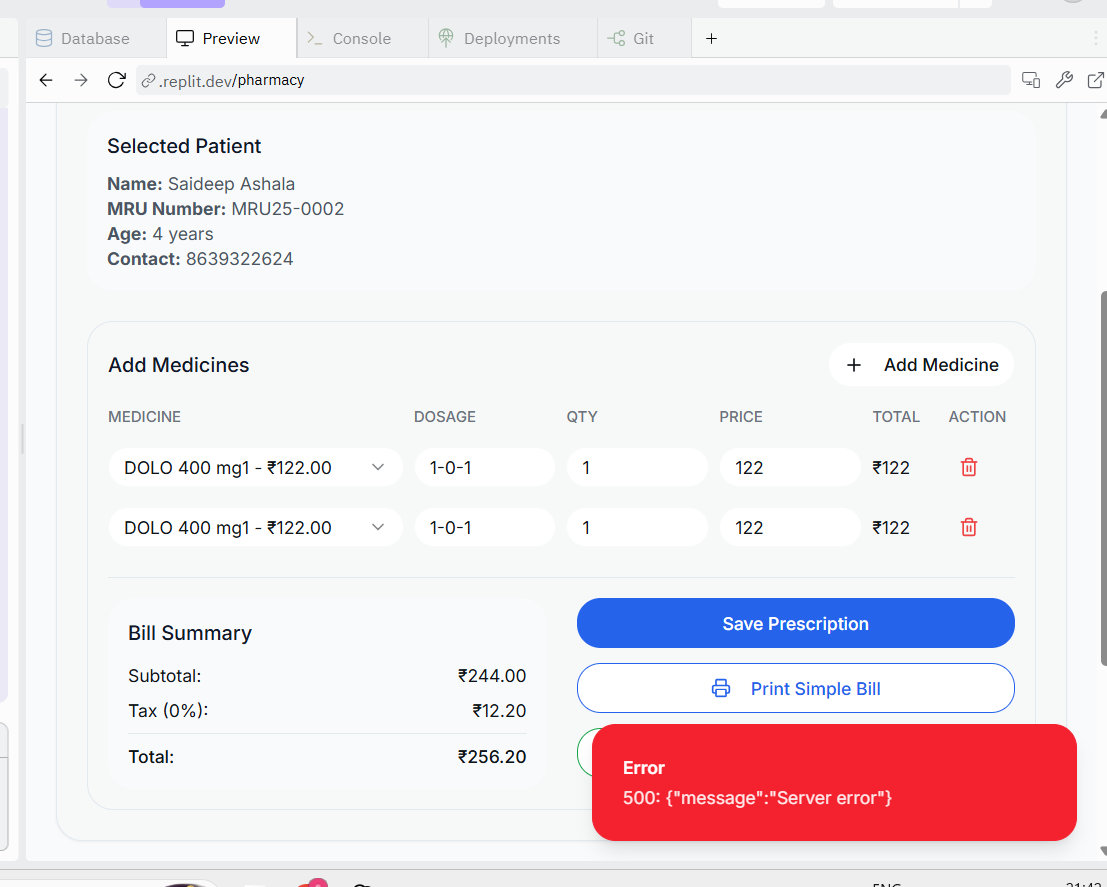 Database Preview Console Deployments Git
.replit.dev/pharmacy
Selected Patient
Name: Saideep Ashala
MRU Number: MRU25-0002
Age: 4 years
Contact: 8639322624
Add Medicines
+ Add Medicine
MEDICINE DOSAGE QTY PRICE TOTAL ACTION
DOLO 400 mg1 - ₹122.00 1-0-1 1 122 ₹122
DOLO 400 mg1 - ₹122.00 1-0-1 1 122 ₹122
Bill Summary
Subtotal: ₹244.00
Tax (0%): ₹12.20
Total: ₹256.20
Save Prescription
Print Simple Bill
Error
500: {"message":"Server error"}